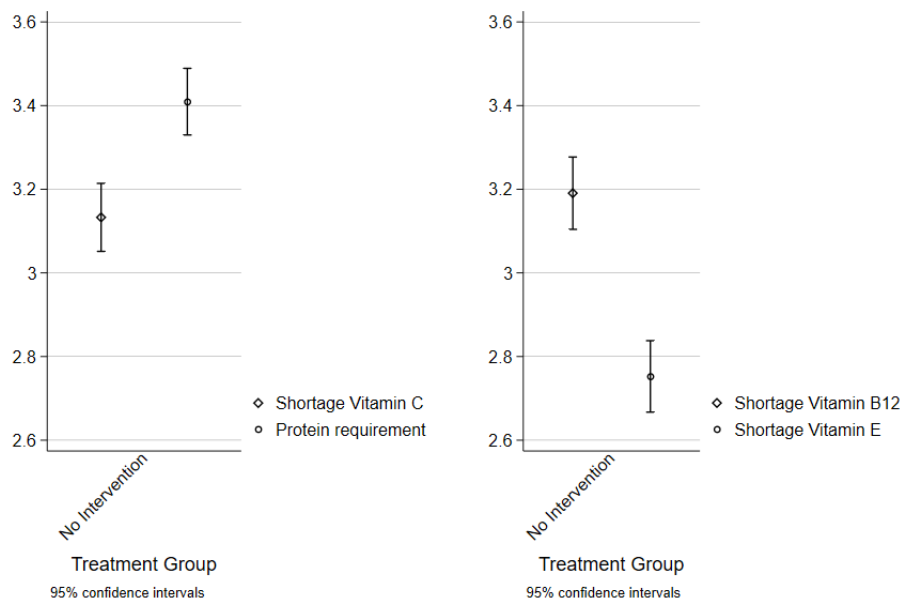 3.6
3.4
3.2
3
2.8
2.6
No Intervention
Treatment Group
95% confidence intervals
Shortage Vitamin C
Protein requirement
3.6
3.4
3.2
3
2.8
2.6
No Intervention
Treatment Group
95% confidence intervals
Shortage Vitamin B12
Shortage Vitamin E